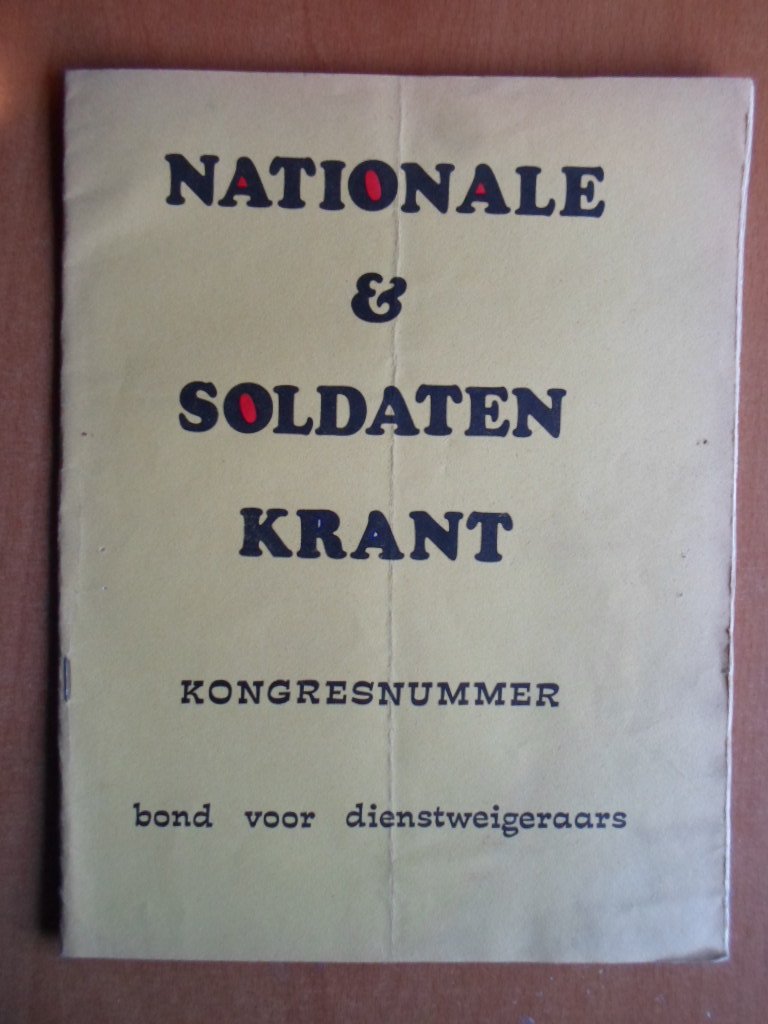 NATIONALE
&
SOLDATEN
KRANT
KONGRESNUMMER
bond voor dienstweigeraars